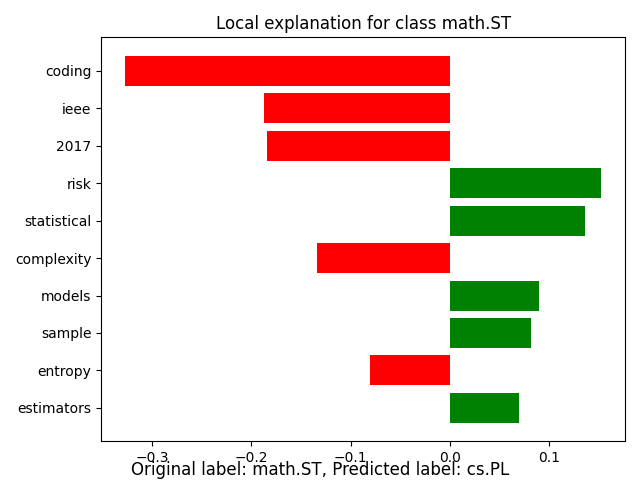 Local explanation for class math.ST
coding
ieee
2017
risk
statistical
complexity
models
sample
entropy
estimators
−0.3 −0.2 −0.1 0.0 0.1
Original label: math.ST, Predicted label: cs.PL